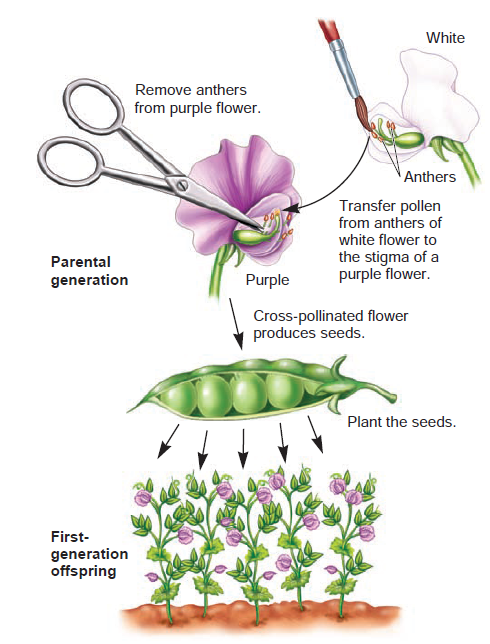 White
Remove anthers
from purple flower.
Anthers
Transfer pollen
from anthers of
white flower to
the stigma of a
purple flower.
Parental
generation
Purple
Cross-pollinated flower
produces seeds.
Plant the seeds.
First-
generation
offspring